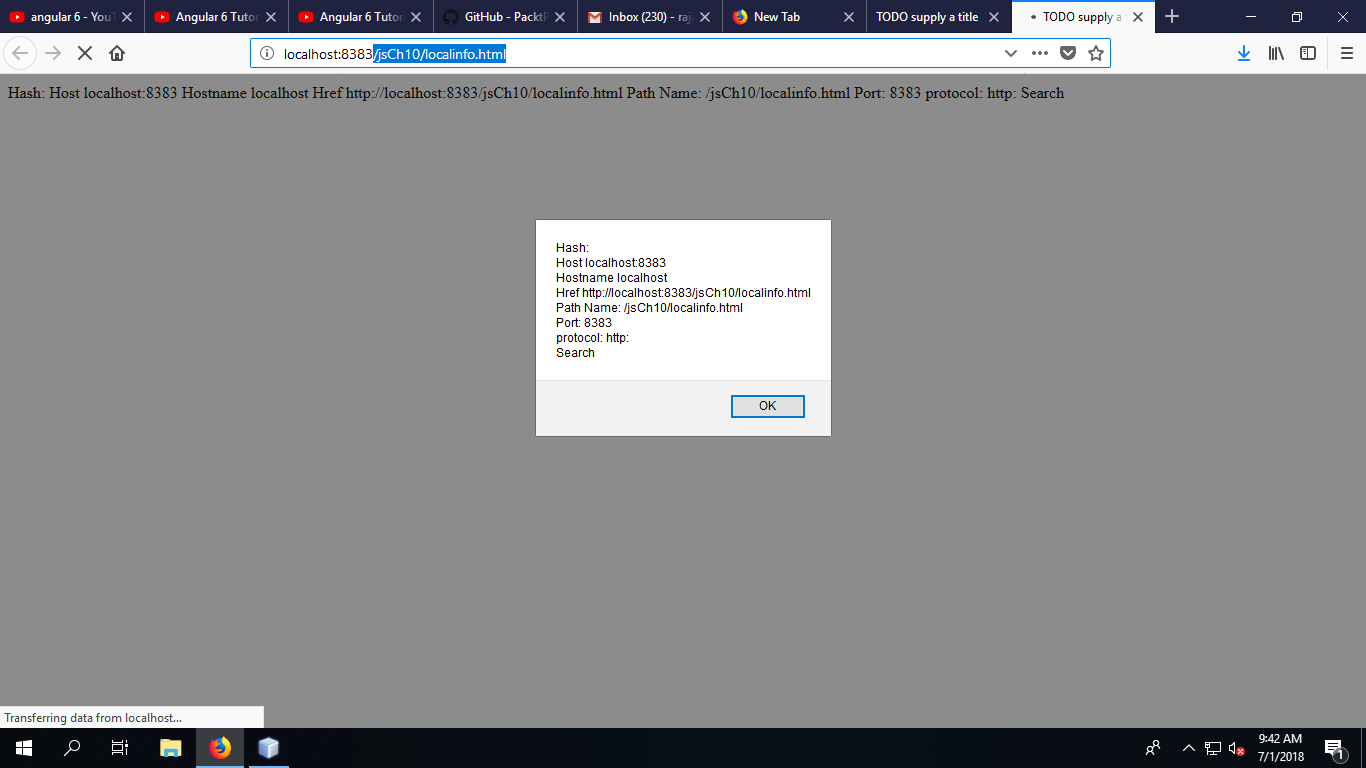 angular 6 - YouT
Angular 6 Tutor
Angular 6 Tutor
GitHub - PacktP
Inbox (230) - raj
New Tab
TODO supply a title
TODO supply a t
localhost:8383/jsCh10/localinfo.html
Hash: Host localhost:8383 Hostname localhost Href http://localhost:8383/jsCh10/localinfo.html Path Name: /jsCh10/localinfo.html Port: 8383 protocol: http: Search
Hash:
Host localhost:8383
Hostname localhost
Href http://localhost:8383/jsCh10/localinfo.html
Path Name: /jsCh10/localinfo.html
Port: 8383
protocol: http:
Search
OK
Transferring data from localhost...
9:42 AM
7/1/2018
1